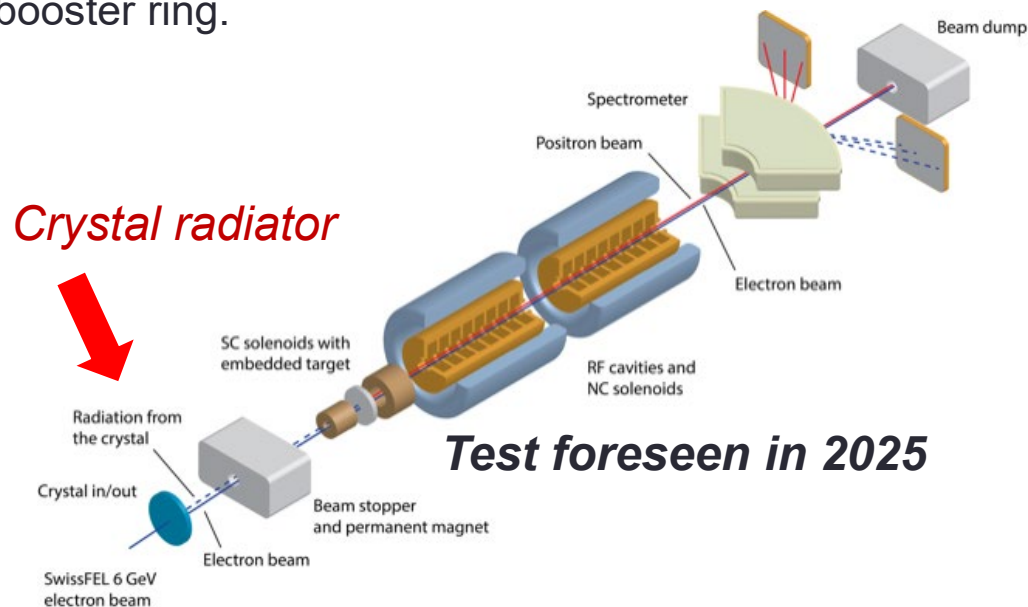 booster ring.
Beam dump
Spectrometer
Positron beam
Crystal radiator
Electron beam
SC solenoids with
embedded target
RF cavities and
NC solenoids
Radiation from
the crystal
Test foreseen in 2025
Crystal in/out
Beam stopper
and permanent magnet
Electron beam
SwissFEL 6 GeV
electron beam